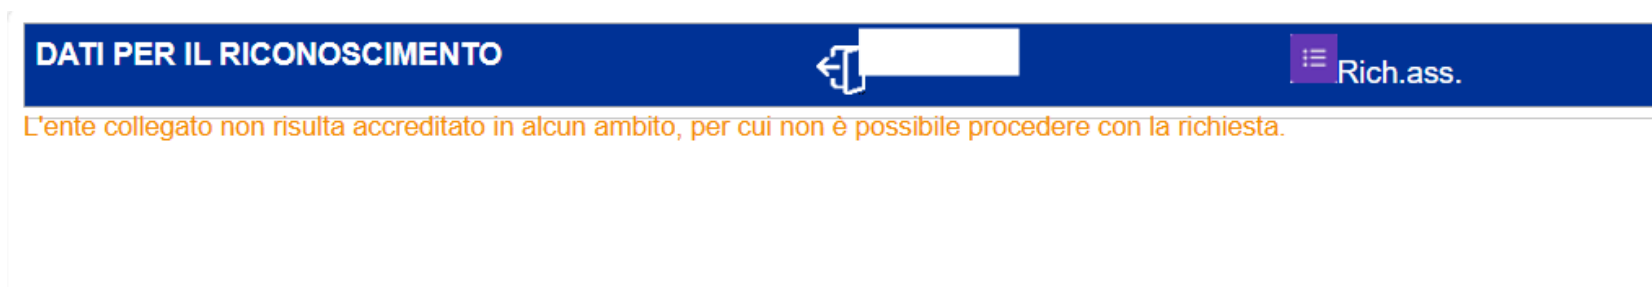 DATI PER IL RICONOSCIMENTO
Rich.ass.
L'ente collegato non risulta accreditato in alcun ambito, per cui non è possibile procedere con la richiesta.